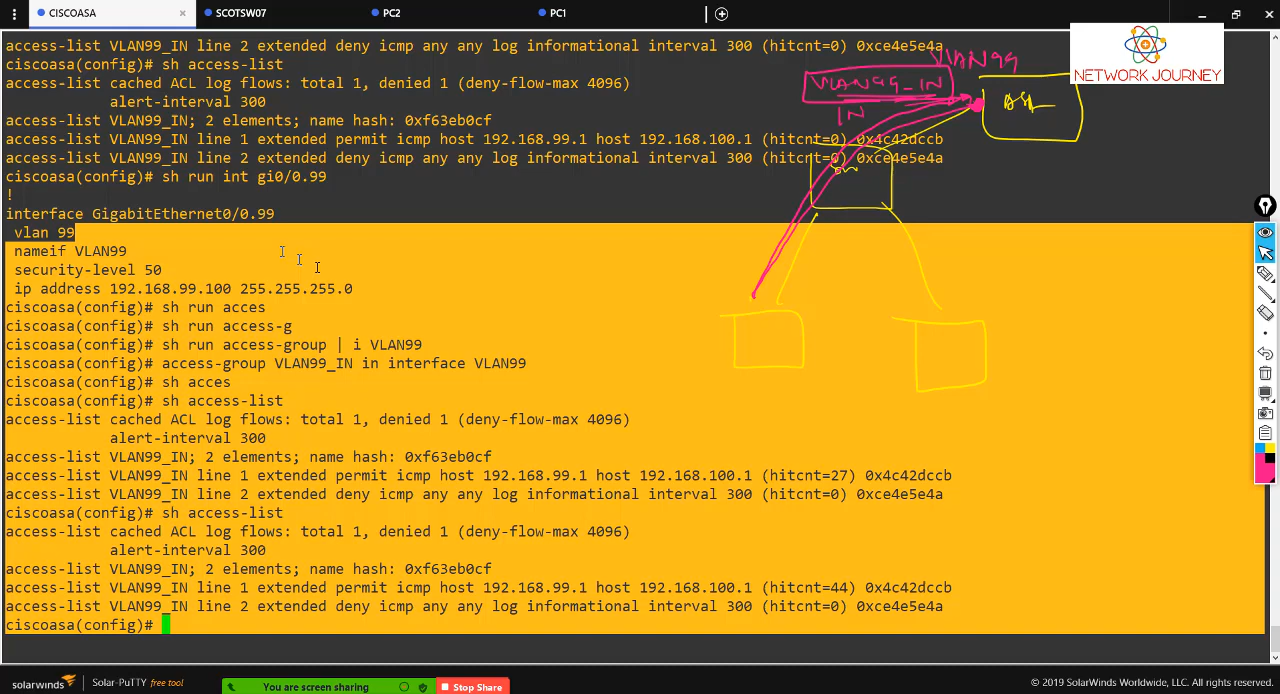 CISCOASA × SCOTSW07 PC2 PC1
access-list VLAN99_IN line 2 extended deny icmp any any log informational interval 300 (hitcnt=0) 0xce4e5e4a
ciscoasa(config)# sh access-list
access-list cached ACL log flows: total 1, denied 1 (deny-flow-max 4096)
alert-interval 300
access-list VLAN99_IN; 2 elements; name hash: 0xf63eb0cf
access-list VLAN99_IN line 1 extended permit icmp host 192.168.99.1 host 192.168.100.1 (hitcnt=0) 0x4c42dccb
access-list VLAN99_IN line 2 extended deny icmp any any log informational interval 300 (hitcnt=0) 0xce4e5e4a
ciscoasa(config)# sh run int gi0/0.99
!
interface GigabitEthernet0/0.99
vlan 99
nameif VLAN99
security-level 50
ip address 192.168.99.100 255.255.255.0
ciscoasa(config)# sh run acces
ciscoasa(config)# sh run access-g
ciscoasa(config)# sh run access-group | i VLAN99
ciscoasa(config)# access-group VLAN99_IN in interface VLAN99
ciscoasa(config)# sh acces
ciscoasa(config)# sh access-list
access-list cached ACL log flows: total 1, denied 1 (deny-flow-max 4096)
alert-interval 300
access-list VLAN99_IN; 2 elements; name hash: 0xf63eb0cf
access-list VLAN99_IN line 1 extended permit icmp host 192.168.99.1 host 192.168.100.1 (hitcnt=27) 0x4c42dccb
access-list VLAN99_IN line 2 extended deny icmp any any log informational interval 300 (hitcnt=0) 0xce4e5e4a
ciscoasa(config)# sh access-list
access-list cached ACL log flows: total 1, denied 1 (deny-flow-max 4096)
alert-interval 300
access-list VLAN99_IN; 2 elements; name hash: 0xf63eb0cf
access-list VLAN99_IN line 1 extended permit icmp host 192.168.99.1 host 192.168.100.1 (hitcnt=44) 0x4c42dccb
access-list VLAN99_IN line 2 extended deny icmp any any log informational interval 300 (hitcnt=0) 0xce4e5e4a
ciscoasa(config)#
VLAN99
VLAN99_IN
IN
SW
NETWORK JOURNEY
solarwinds Solar-PuTTY free tool
You are screen sharing
Stop Share
© 2019 SolarWinds Worldwide, LLC. All rights reserved.